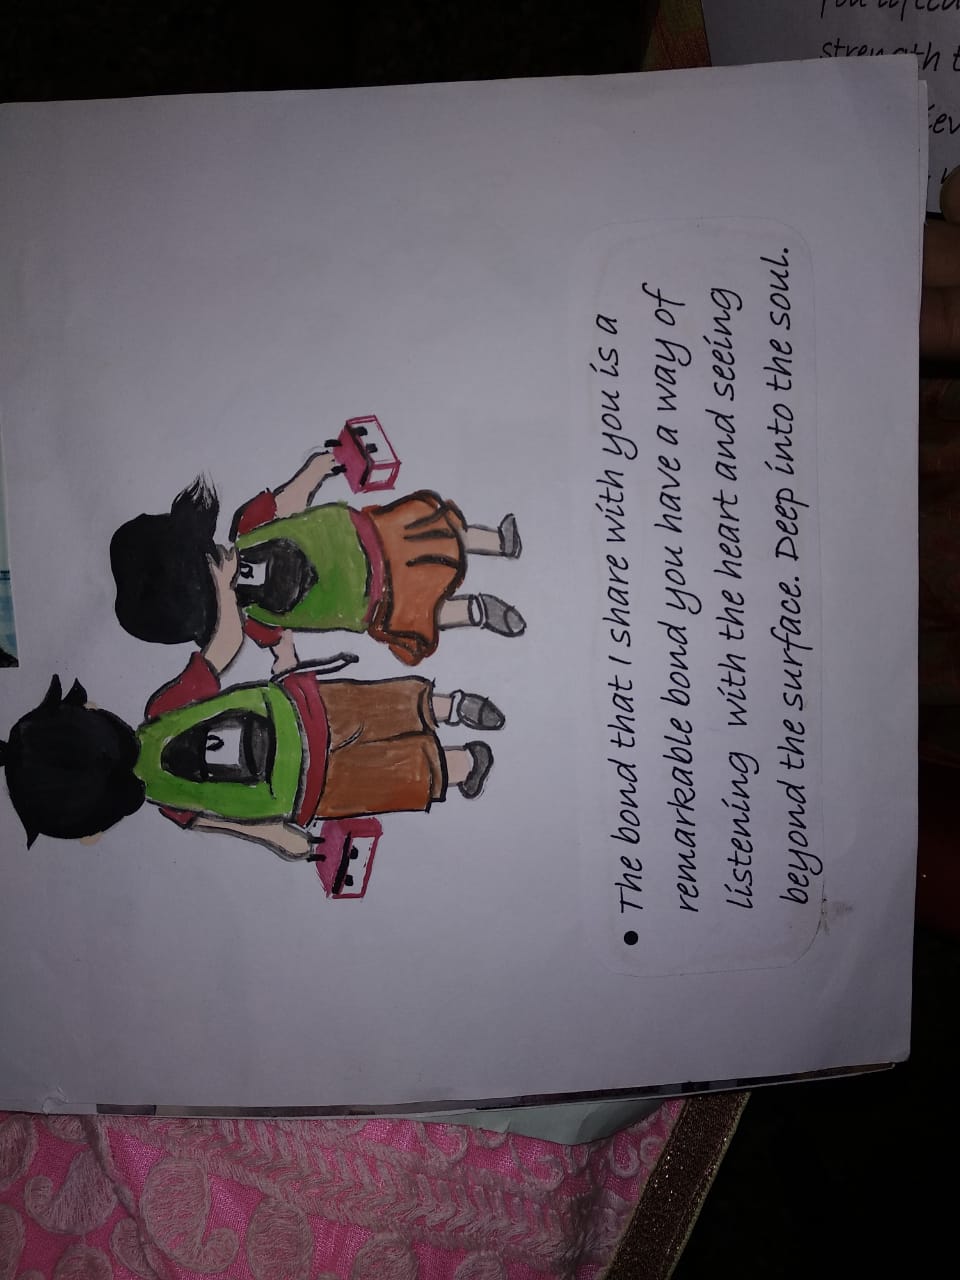 • The bond that I share with you is a
remarkable bond you have a way of
listening with the heart and seeing
beyond the surface. Deep into the soul.
strength